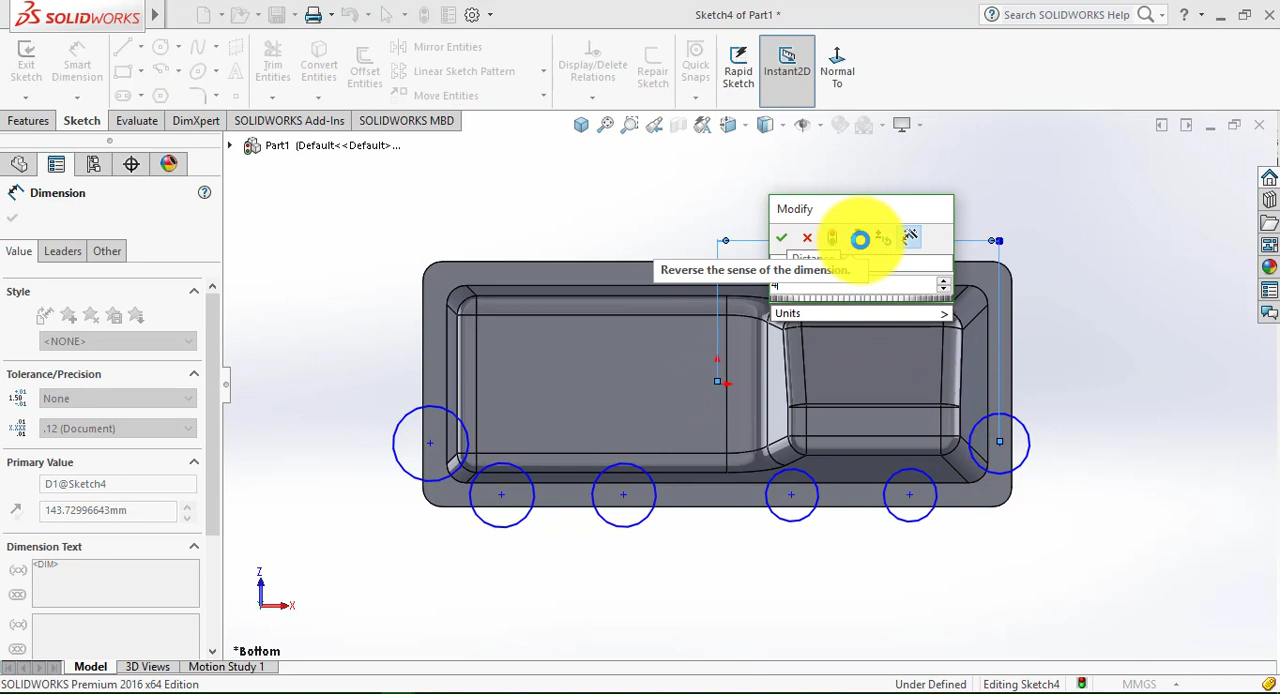 SOLIDWORKS
Sketch4 of Part1 *
Search SOLIDWORKS Help
Exit Sketch
Smart Dimension
Trim Entities
Convert Entities
Offset Entities
Mirror Entities
Linear Sketch Pattern
Move Entities
Display/Delete Relations
Repair Sketch
Quick Snaps
Rapid Sketch
Instant2D
Normal To
Features
Sketch
Evaluate
DimXpert
SOLIDWORKS Add-Ins
SOLIDWORKS MBD
Part1 (Default<<Default>...
Dimension
Value
Leaders
Other
Style
<NONE>
Tolerance/Precision
None
.12 (Document)
Primary Value
D1@Sketch4
143.72996643mm
Dimension Text
<DIM>
Modify
Distance
Reverse the sense of the dimension.
4
Units
>
Z
X
*Bottom
Model
3D Views
Motion Study 1
SOLIDWORKS Premium 2016 x64 Edition
Under Defined
Editing Sketch4
MMGS